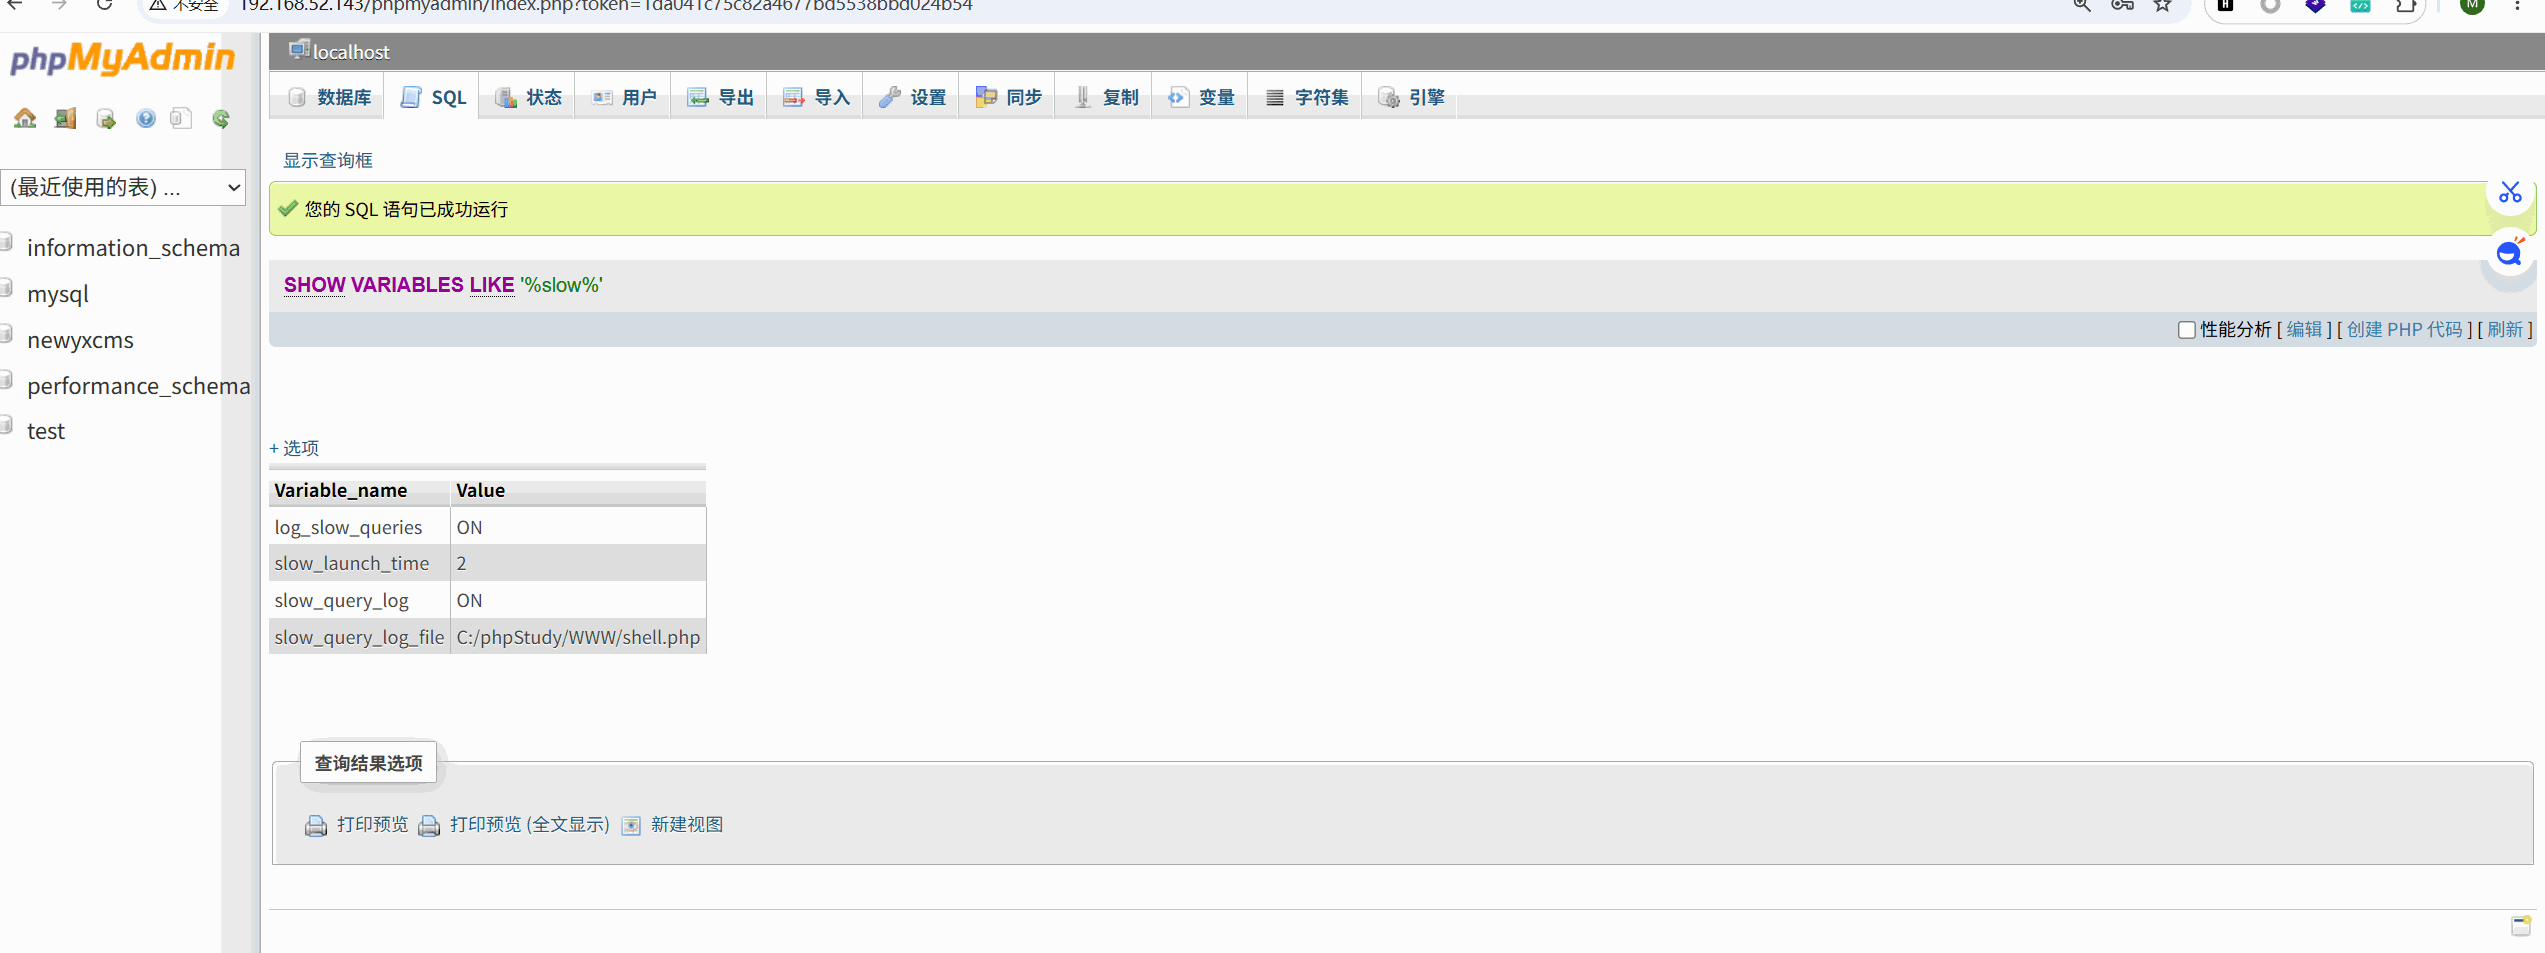 不安全 192.168.52.143/phpmyadmin/index.php?token=1da041c75c82a4677bd5538bbd024b54
M
phpMyAdmin
(最近使用的表) ...
information_schema
mysql
newyxcms
performance_schema
test
localhost
数据库 SQL 状态 用户 导出 导入 设置 同步 复制 变量 字符集 引擎
显示查询框
您的 SQL 语句已成功运行
SHOW VARIABLES LIKE '%slow%'
性能分析 [ 编辑 ] [ 创建 PHP 代码 ] [ 刷新 ]
+ 选项
Variable_name Value
log_slow_queries ON
slow_launch_time 2
slow_query_log ON
slow_query_log_file C:/phpStudy/WWW/shell.php
查询结果选项
打印预览 打印预览 (全文显示) 新建视图